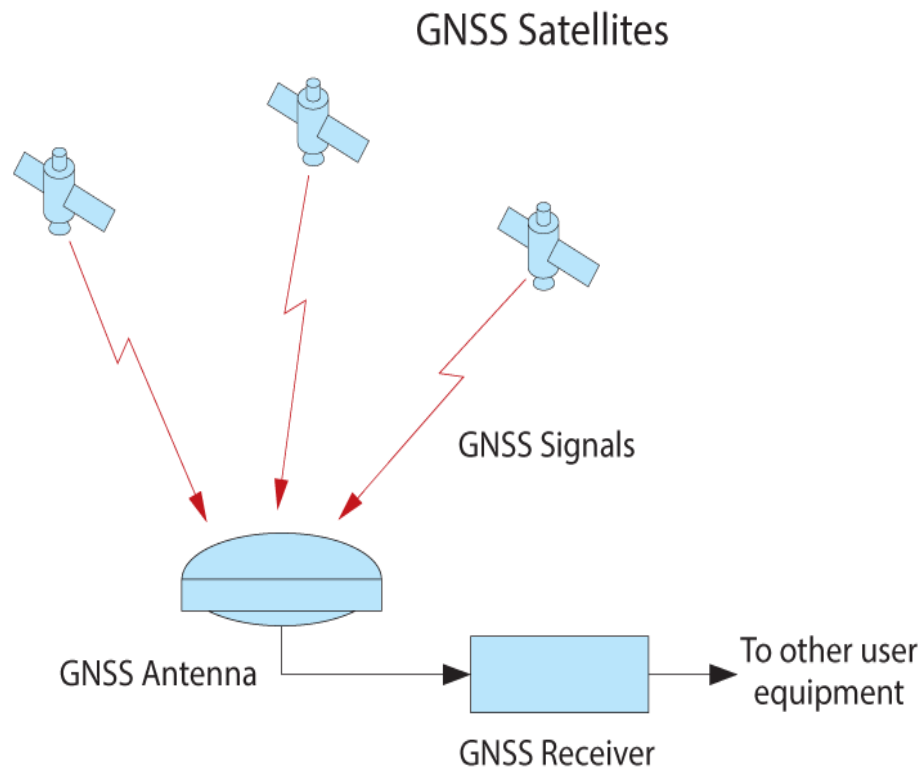 GNSS Satellites
GNSS Signals
GNSS Antenna
To other user
equipment
GNSS Receiver